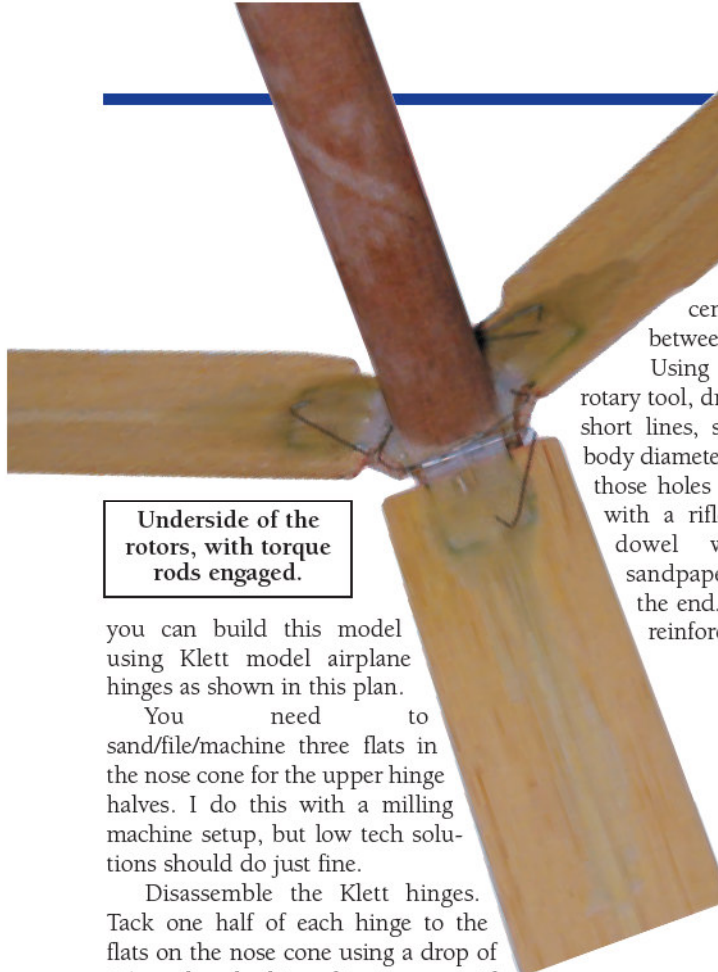 Underside of the
rotors, with torque
rods engaged.
you can build this model
using Klett model airplane
hinges as shown in this plan.
You need to
sand/file/machine three flats in
the nose cone for the upper hinge
halves. I do this with a milling
machine setup, but low tech solu-
tions should do just fine.
Disassemble the Klett hinges.
Tack one half of each hinge to the
flats on the nose cone using a drop of
cen
between
Using
rotary tool, dr
short lines, s
body diamete
those holes
with a rifl
dowel w
sandpape
the end.
reinforc